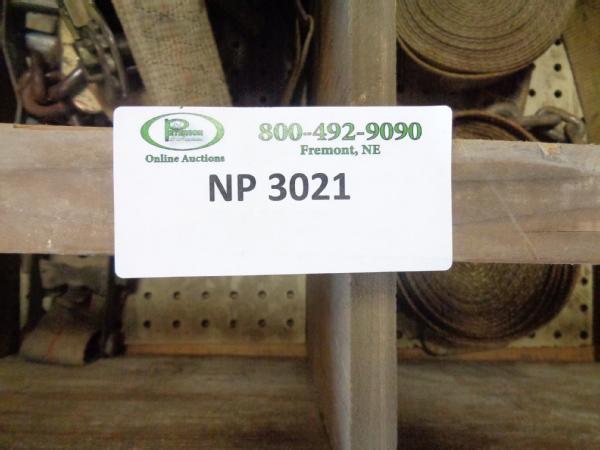 Online Auctions
800-492-9090
Fremont, NE
NP 3021